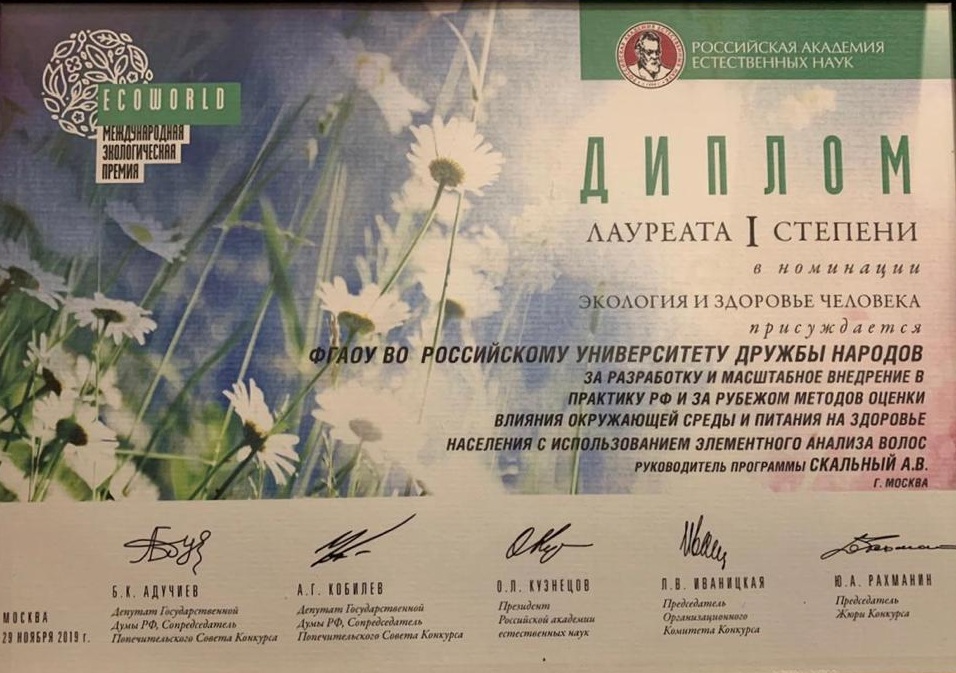 ECOWORLD
МЕЖДУНАРОДНАЯ
ЭКОЛОГИЧЕСКАЯ
ПРЕМИЯ
РОССИЙСКАЯ АКАДЕМИЯ
ЕСТЕСТВЕННЫХ НАУК
ДИПЛОМ
ЛАУРЕАТА I СТЕПЕНИ
в номинации
ЭКОЛОГИЯ И ЗДОРОВЬЕ ЧЕЛОВЕКА
присуждается
ФГАОУ ВО РОССИЙСКОМУ УНИВЕРСИТЕТУ ДРУЖБЫ НАРОДОВ
ЗА РАЗРАБОТКУ И МАСШТАБНОЕ ВНЕДРЕНИЕ В
ПРАКТИКУ РФ И ЗА РУБЕЖОМ МЕТОДОВ ОЦЕНКИ
ВЛИЯНИЯ ОКРУЖАЮЩЕЙ СРЕДЫ И ПИТАНИЯ НА ЗДОРОВЬЕ
НАСЕЛЕНИЯ С ИСПОЛЬЗОВАНИЕМ ЭЛЕМЕНТНОГО АНАЛИЗА ВОЛОС
РУКОВОДИТЕЛЬ ПРОГРАММЫ СКАЛЬНЫЙ А.В.
Г. МОСКВА
МОСКВА
29 НОЯБРЯ 2019 г.
Б.К. АДУЧИЕВ
Депутат Государственной
Думы РФ, Сопредседатель
Попечительского Совета Конкурса
А.Г. КОБИЛЕВ
Депутат Государственной
Думы РФ, Сопредседатель
Попечительского Совета Конкурса
О.Л. КУЗНЕЦОВ
Президент
Российской академии
естественных наук
Л.В. ИВАНИЦКАЯ
Председатель
Организационного
Комитета Конкурса
Ю.А. РАХМАНИН
Председатель
Жюри Конкурса